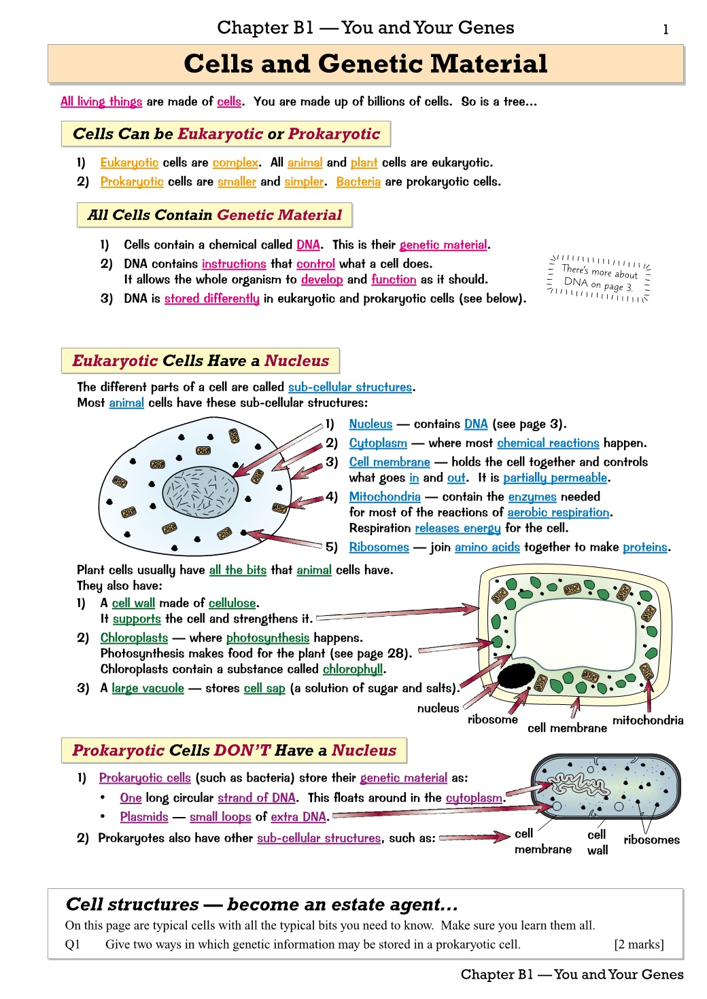 Chapter B1 — You and Your Genes
1
Cells and Genetic Material
All living things are made of cells.  You are made up of billions of cells.  So is a tree...
Cells Can be Eukaryotic or Prokaryotic
1) Eukaryotic cells are complex.  All animal and plant cells are eukaryotic.
2) Prokaryotic cells are smaller and simpler.  Bacteria are prokaryotic cells.
All Cells Contain Genetic Material
1) Cells contain a chemical called DNA.  This is their genetic material.
2) DNA contains instructions that control what a cell does.
It allows the whole organism to develop and function as it should.
3) DNA is stored differently in eukaryotic and prokaryotic cells (see below).
There's more about
DNA on page 3.
Eukaryotic Cells Have a Nucleus
The different parts of a cell are called sub-cellular structures.
Most animal cells have these sub-cellular structures:
1) Nucleus — contains DNA (see page 3).
2) Cytoplasm — where most chemical reactions happen.
3) Cell membrane — holds the cell together and controls
what goes in and out.  It is partially permeable.
4) Mitochondria — contain the enzymes needed
for most of the reactions of aerobic respiration.
Respiration releases energy for the cell.
5) Ribosomes — join amino acids together to make proteins.
Plant cells usually have all the bits that animal cells have.
They also have:
1) A cell wall made of cellulose.
It supports the cell and strengthens it.
2) Chloroplasts — where photosynthesis happens.
Photosynthesis makes food for the plant (see page 28).
Chloroplasts contain a substance called chlorophyll.
3) A large vacuole — stores cell sap (a solution of sugar and salts).
nucleus
ribosome
cell membrane
mitochondria
Prokaryotic Cells DON'T Have a Nucleus
1) Prokaryotic cells (such as bacteria) store their genetic material as:
• One long circular strand of DNA.  This floats around in the cytoplasm.
• Plasmids — small loops of extra DNA.
2) Prokaryotes also have other sub-cellular structures, such as:
cell
membrane
cell
wall
ribosomes
Cell structures — become an estate agent...
On this page are typical cells with all the typical bits you need to know.  Make sure you learn them all.
Q1 Give two ways in which genetic information may be stored in a prokaryotic cell. [2 marks]
Chapter B1 — You and Your Genes